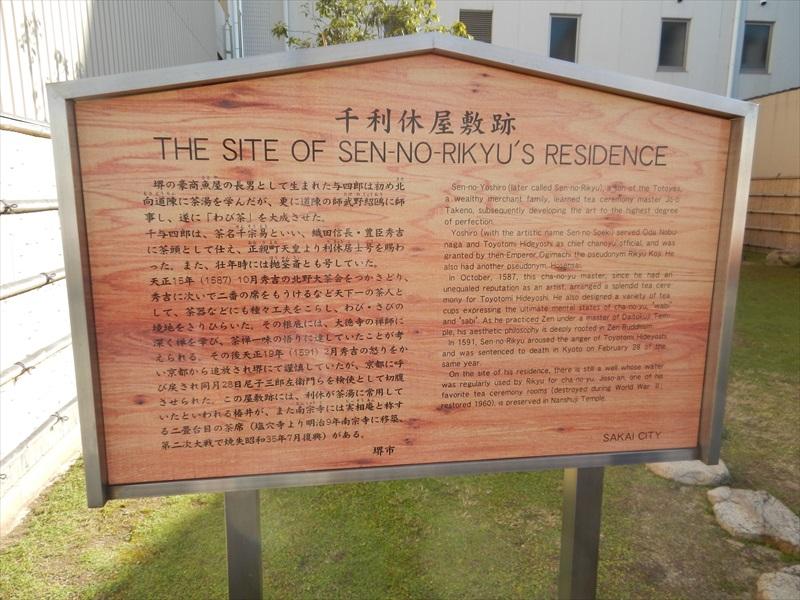 千利休屋敷跡
THE SITE OF SEN-NO-RIKYU'S RESIDENCE
堺の豪商魚屋の長男として生まれた与四郎は初め北
向道陳に茶湯を学んだが、更に道陳の師武野紹鴎に師
事し、遂に「わび茶」を大成させた。
千与四郎は、茶名千宗易といい、織田信長・豊臣秀吉
に茶頭として仕え、正親町天皇より利休居士号を賜わ
った。また、壮年時には抛筌斎とも号していた。
天正15年(1587)10月秀吉の北野大茶会をつかさどり、
秀吉に次いで二番の席をもうけるなど天下一の茶人と
して、茶器などにも種々工夫をこらし、わび・さびの
境地をきりひらいた。その根底には、大徳寺の禅師に
深く禅を学び、茶禅一味の悟りに達していたことが考
えられる。その後天正19年(1591)2月秀吉の怒りをか
い京都から追放され堺にて謹慎していたが、京都に呼
び戻され同月28日尼子三郎左衛門らを検使として切腹
させられた。この屋敷跡には、利休が茶湯に常用して
いたといわれる椿井が、また南宗寺には実相庵と称す
る二畳台目の茶席(塩穴寺より明治9年南宗寺に移築、
第二次大戦で焼失昭和35年7月復興)がある。
堺市
Sen-no-Yoshiro (later called Sen-no-Rikyu), a son of the Totoyas,
a wealthy merchant family, learned tea ceremony master Jo-o
Takeno, subsequently developing the art to the highest degree
of perfection.
Yoshiro (with the artistic name Sen-no Soeki) served Oda Nobu-
naga and Toyotomi Hideyoshi as chief chanoyu official, and was
granted by then-Emperor Ogimachi the pseudonym Rikyu Koji. He
also had another pseudonym, Hosensai.
In October, 1587, this cha-no-yu master, since he had an
unequaled reputation as an artist, arranged a splendid tea cere-
mony for Toyotomi Hideyoshi. He also designed a variety of tea
cups expressing the ultimate mental states of cha-no-yu, "wabi"
and "sabi". As he practiced Zen under a master of Daitokuji Tem-
ple, his aesthetic philosophy is deeply rooted in Zen Buddhism.
In 1591, Sen-no-Rikyu aroused the anger of Toyotomi Hideyoshi
and was sentenced to death in Kyoto on February 28 of the
same year.
On the site of his residence, there is still a well whose water
was regularly used by Rikyu for cha-no-yu. Jisso-an, one of his
favorite tea ceremony rooms (destroyed during World War II;
restored 1960), is preserved in Nanshuji Temple.
SAKAI CITY